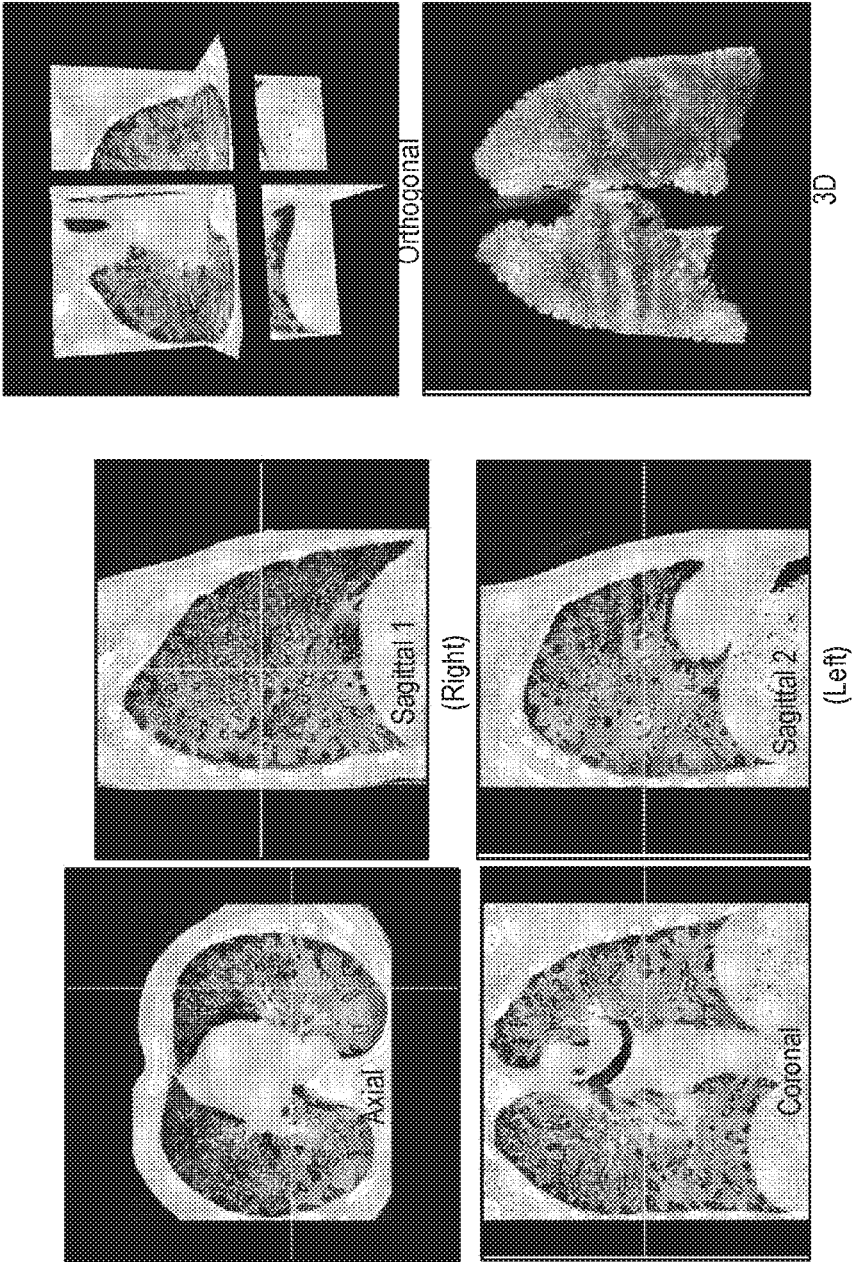 Orthogonal
3D
Sagittal 1
(Right)
Sagittal 2
(Left)
Axial
Coronal